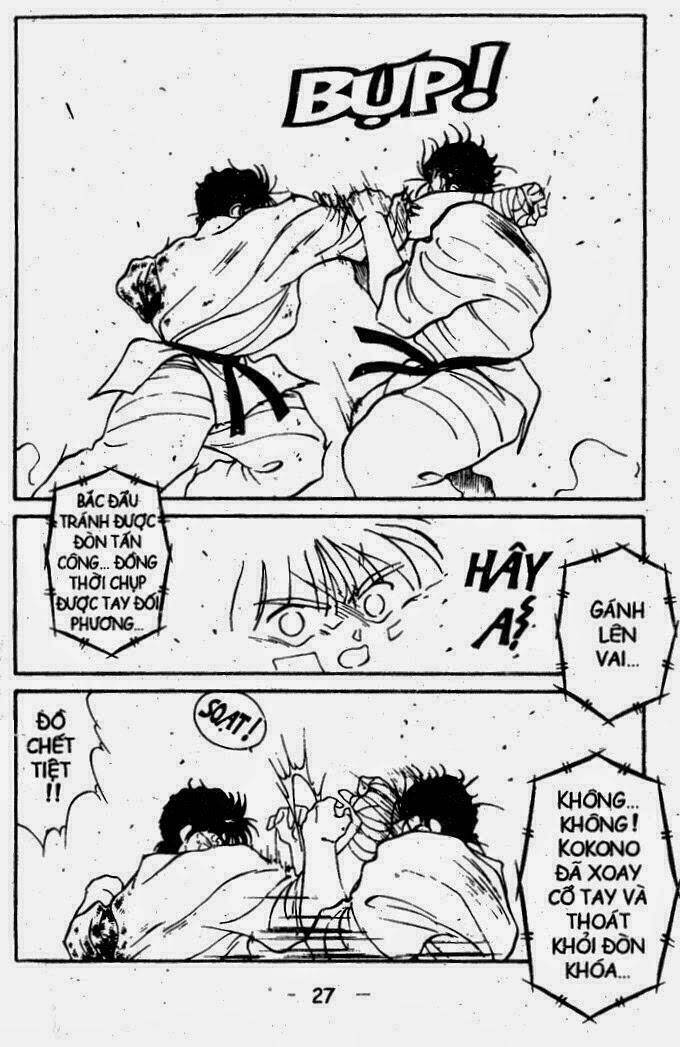 BỤP!
BẮC ĐẨU
TRÁNH ĐƯỢC
ĐÒN TẤN
CÔNG... ĐỒNG
THỜI CHỤP
ĐƯỢC TAY ĐỐI
PHƯƠNG...
HÂY
A!
GÁNH
LÊN
VAI...
ĐỒ
CHẾT
TIỆT
!!
SOẠT!
KHÔNG...
KHÔNG!
KOKONO
ĐÃ XOAY
CỔ TAY VÀ
THOÁT
KHỎI ĐÒN
KHÓA...
- 27 -